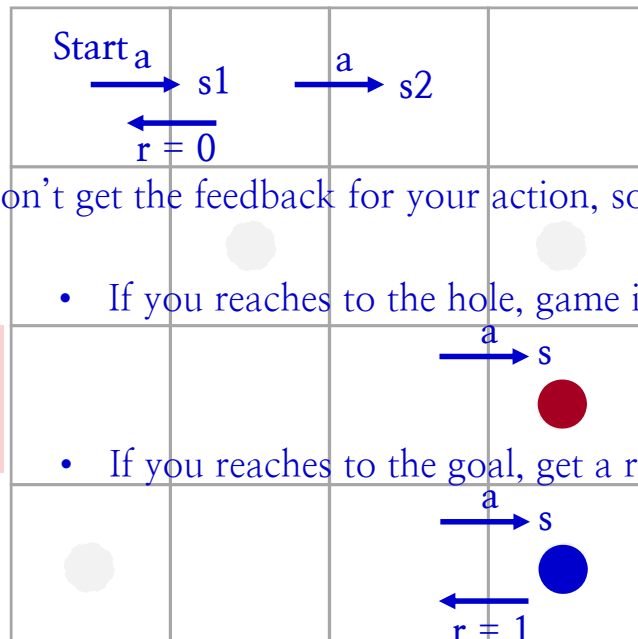 Start a
s1
a
s2
r = 0
on't get the feedback for your action, so
• If you reaches to the hole, game i
a
s
• If you reaches to the goal, get a r
a
s
r = 1